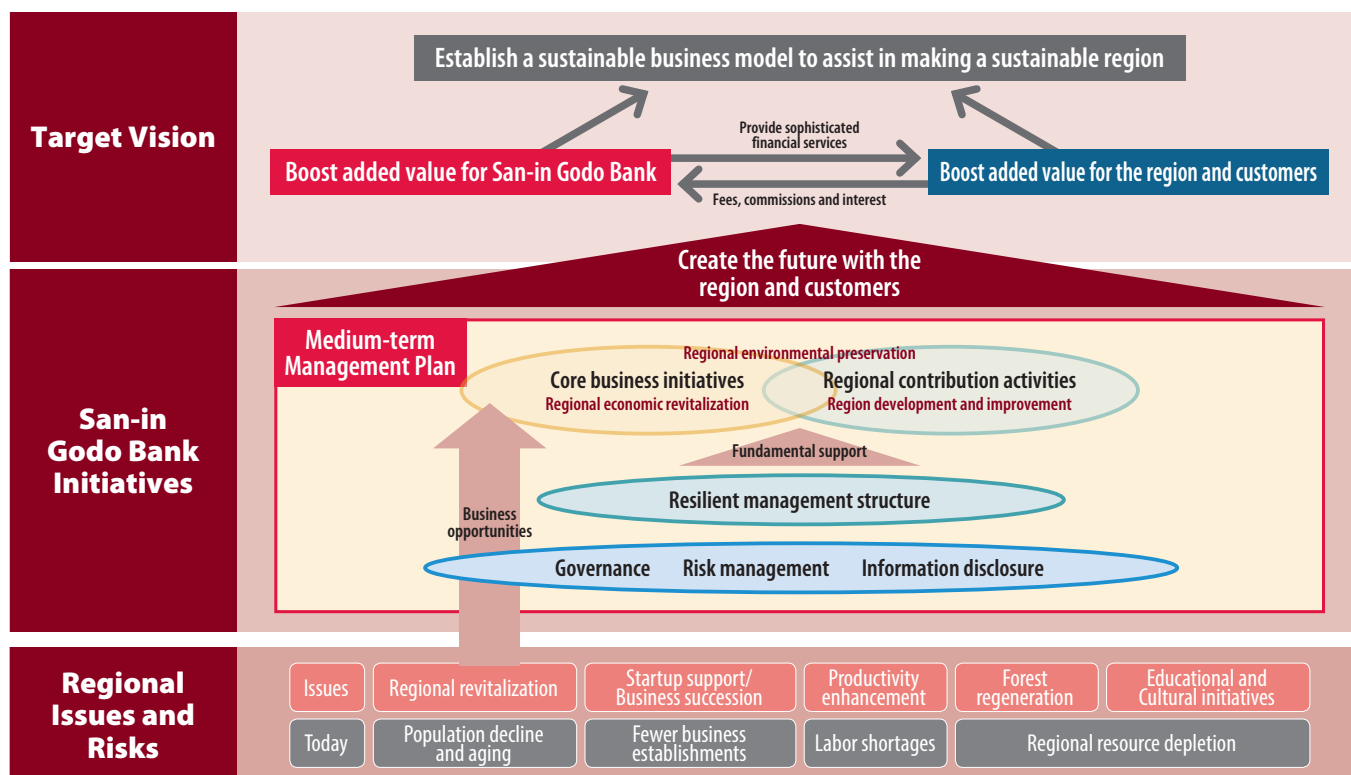 Target Vision
Establish a sustainable business model to assist in making a sustainable region
Provide sophisticated
financial services
Boost added value for San-in Godo Bank
Boost added value for the region and customers
Fees, commissions and interest
San-in
Godo Bank
Initiatives
Create the future with the
region and customers
Medium-term
Management Plan
Regional environmental preservation
Core business initiatives
Regional economic revitalization
Regional contribution activities
Region development and improvement
Fundamental support
Resilient management structure
Business
opportunities
Governance Risk management Information disclosure
Regional
Issues and
Risks
Issues
Regional revitalization
Startup support/
Business succession
Productivity
enhancement
Forest
regeneration
Educational and
Cultural initiatives
Today
Population decline
and aging
Fewer business
establishments
Labor shortages
Regional resource depletion